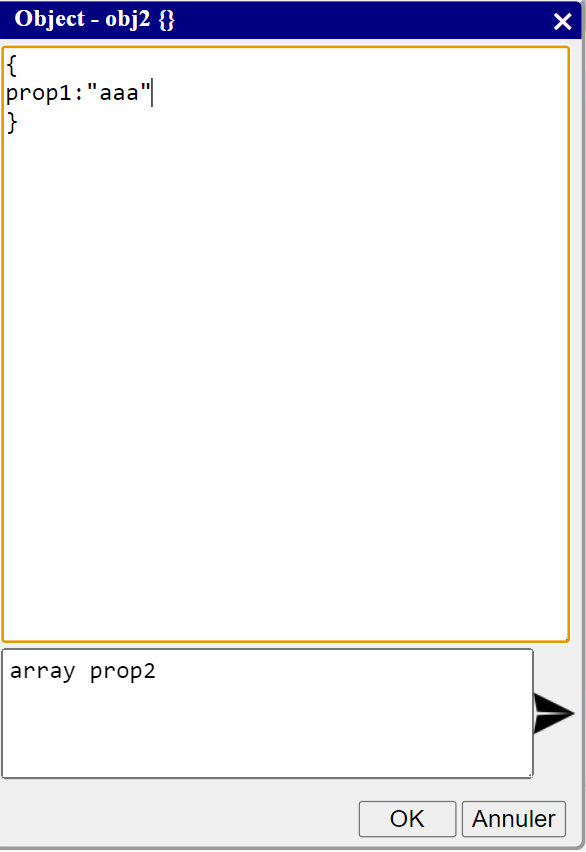 Object - obj2 {}
{
prop1:"aaa"
}
array prop2
OK
Annuler